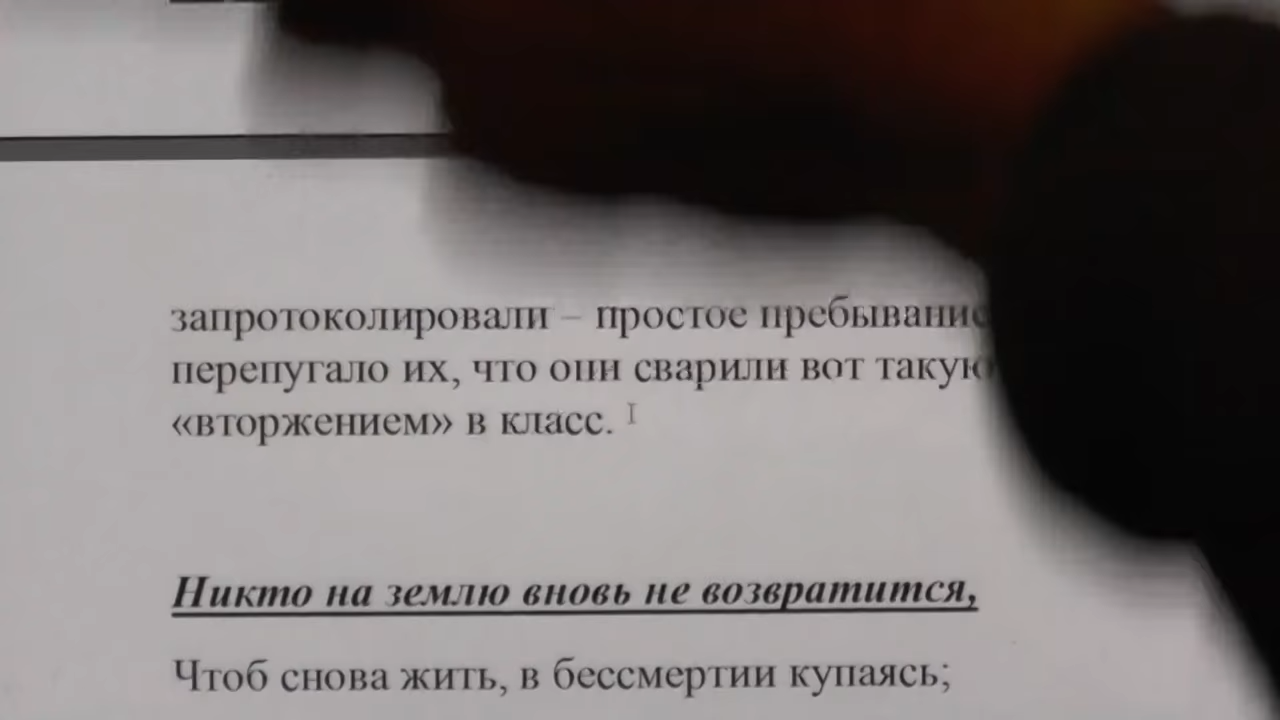 запротоколировали – простое пребывание
перепугало их, что они сварили вот такую
«вторжением» в класс.
Никто на землю вновь не возвратится,
Чтоб снова жить, в бессмертии купаясь;